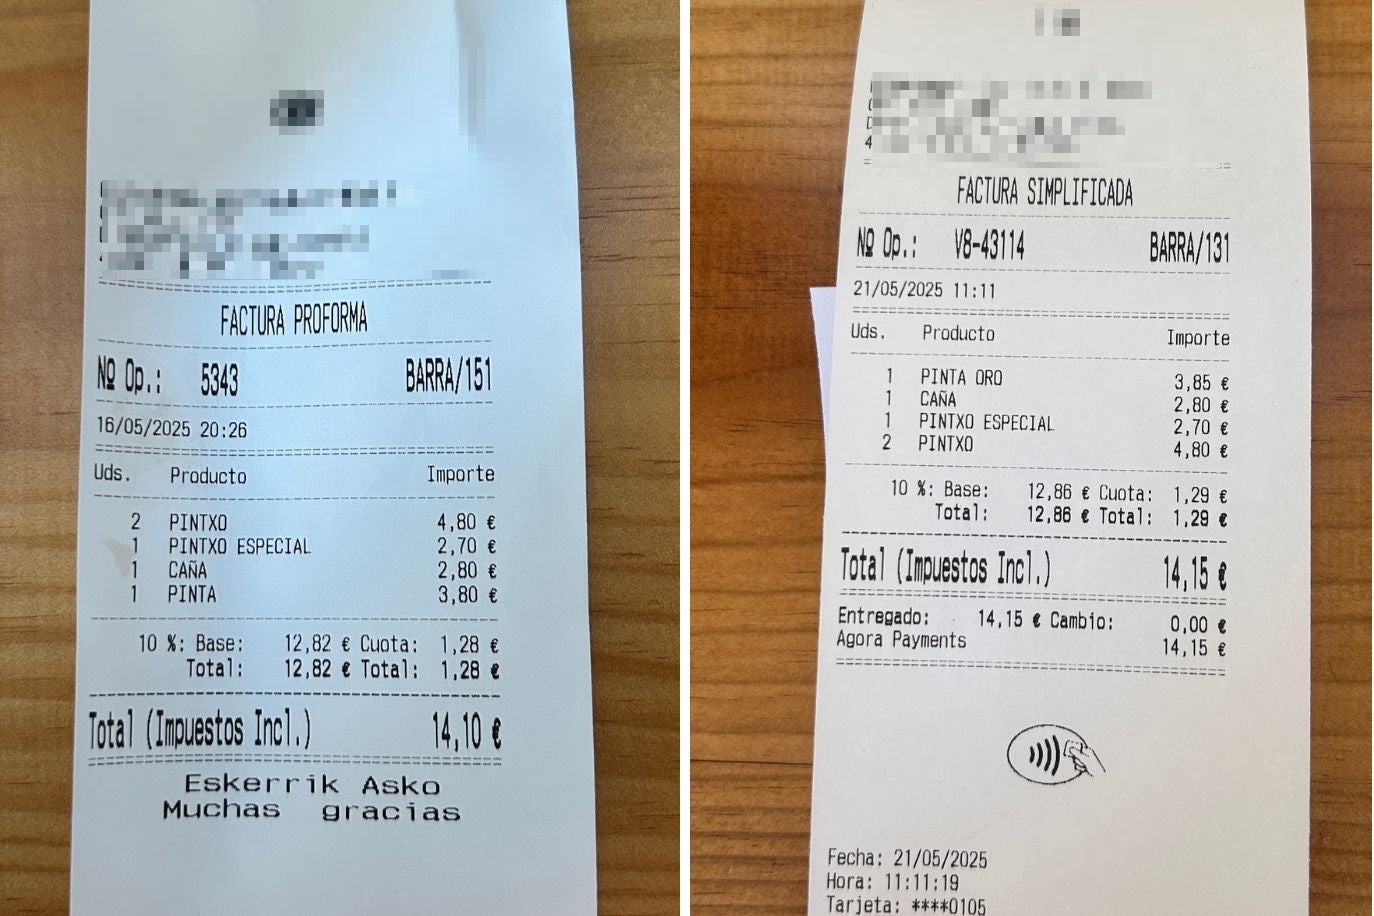 FACTURA PROFORMA
Nº Op.: 5343 BARRA/151
16/05/2025 20:26
Uds. Producto Importe
2 PINTXO 4,80 €
1 PINTXO ESPECIAL 2,70 €
1 CAÑA 2,80 €
1 PINTA 3,80 €
10 %: Base: 12,82 € Cuota: 1,28 €
Total: 12,82 € Total: 1,28 €
Total (Impuestos Incl.) 14,10 €
Eskerrik Asko
Muchas gracias
FACTURA SIMPLIFICADA
Nº Op.: V8-43114 BARRA/131
21/05/2025 11:11
Uds. Producto Importe
1 PINTA ORO 3,85 €
1 CAÑA 2,80 €
1 PINTXO ESPECIAL 2,70 €
2 PINTXO 4,80 €
10 %: Base: 12,86 € Cuota: 1,29 €
Total: 12,86 € Total: 1,29 €
Total (Impuestos Incl.) 14,15 €
Entregado: 14,15 € Cambio: 0,00 €
Agora Payments 14,15 €
Fecha: 21/05/2025
Hora: 11:11:19
Tarjeta: ****0105